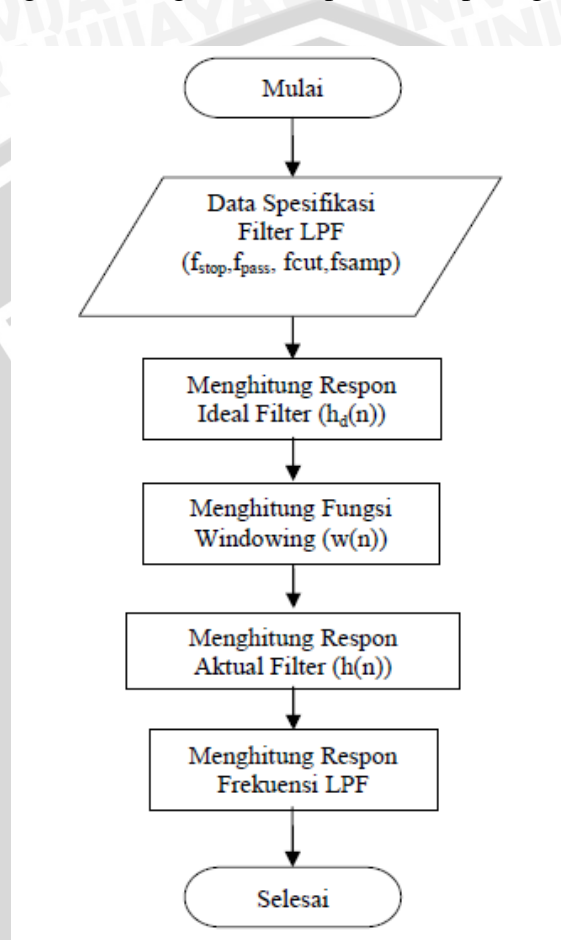 Mulai
Data Spesifikasi
Filter LPF
(fstop,fpass, fcut,fsamp)
Menghitung Respon
Ideal Filter (hd(n))
Menghitung Fungsi
Windowing (w(n))
Menghitung Respon
Aktual Filter (h(n))
Menghitung Respon
Frekuensi LPF
Selesai